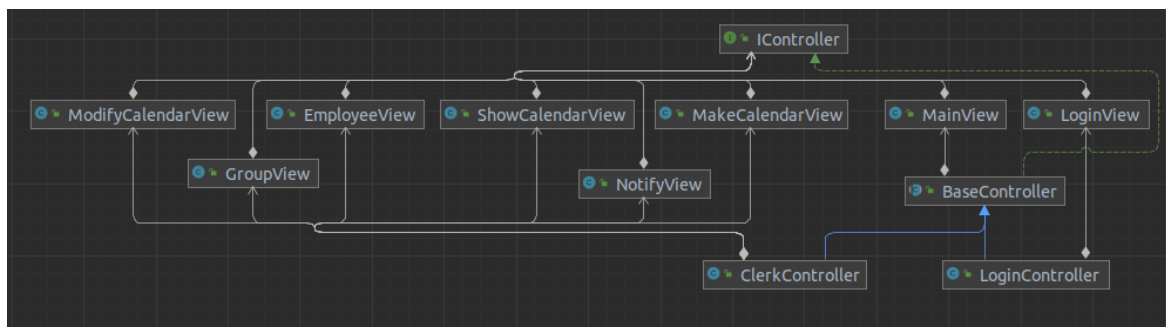 IController
ModifyCalendarView
EmployeeView
ShowCalendarView
MakeCalendarView
MainView
LoginView
GroupView
NotifyView
BaseController
ClerkController
LoginController